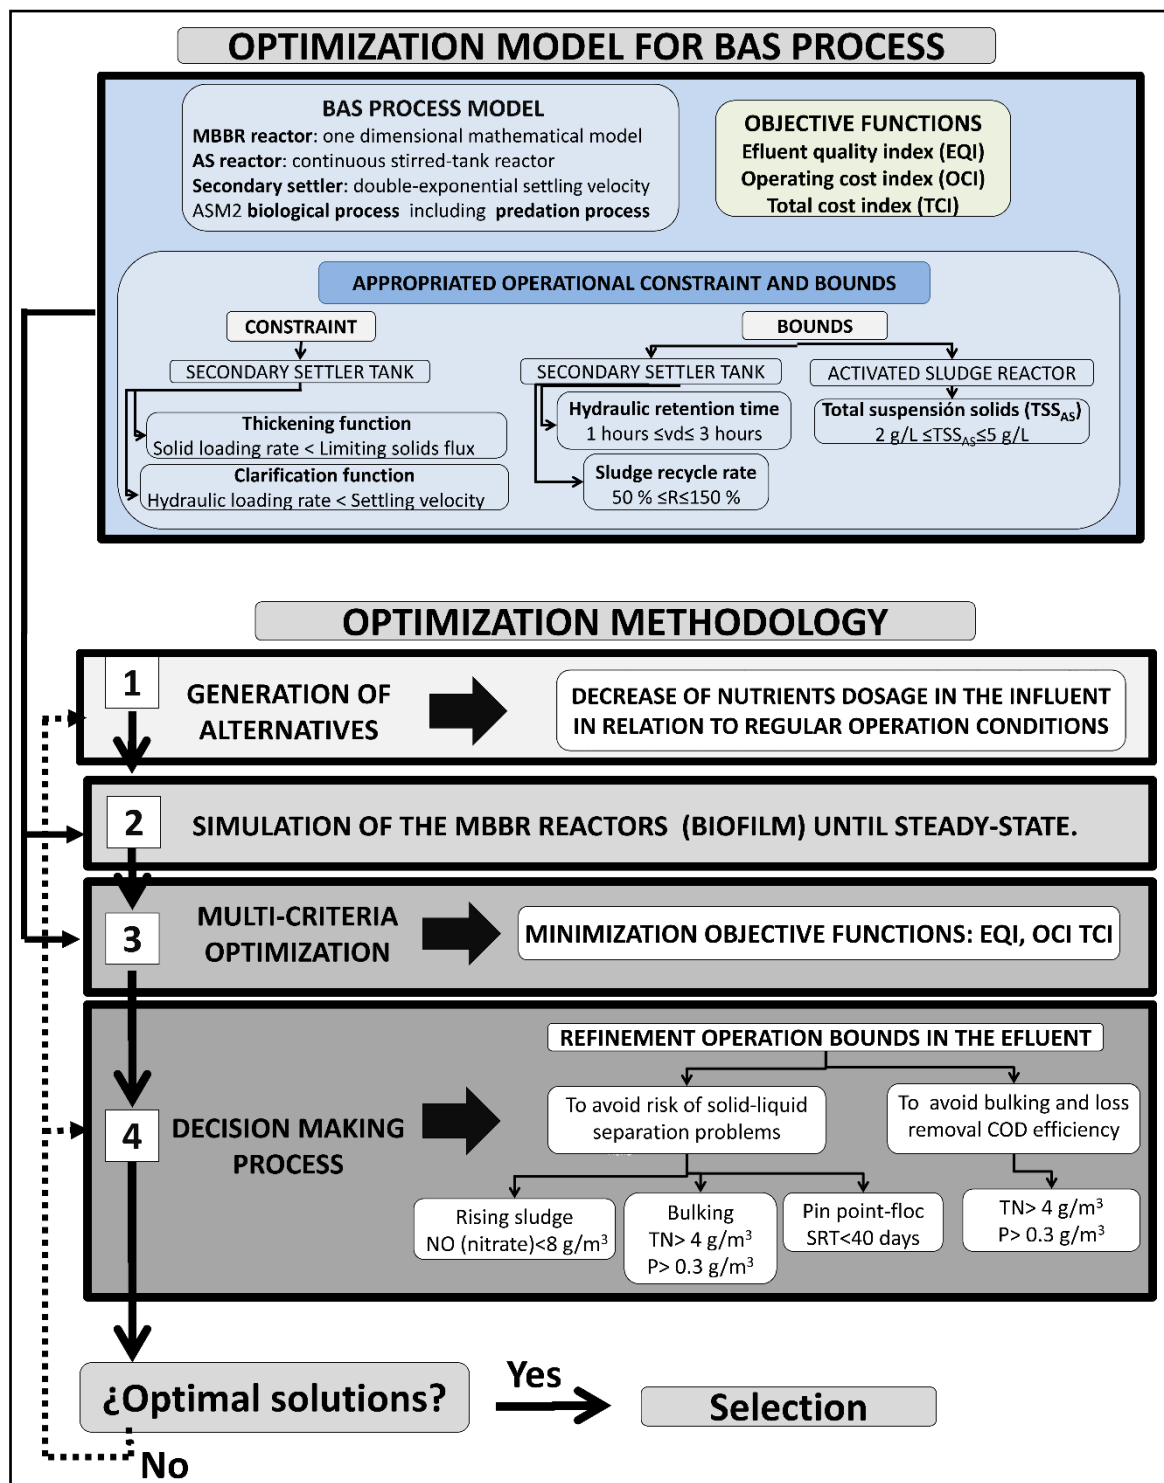 OPTIMIZATION MODEL FOR BAS PROCESS
BAS PROCESS MODEL
MBBR reactor: one dimensional mathematical model
AS reactor: continuous stirred-tank reactor
Secondary settler: double-exponential settling velocity
ASM2 biological process including predation process
OBJECTIVE FUNCTIONS
Efluent quality index (EQI)
Operating cost index (OCI)
Total cost index (TCI)
APPROPRIATED OPERATIONAL CONSTRAINT AND BOUNDS
CONSTRAINT
SECONDARY SETTLER TANK
Thickening function
Solid loading rate < Limiting solids flux
Clarification function
Hydraulic loading rate < Settling velocity
BOUNDS
SECONDARY SETTLER TANK
Hydraulic retention time
1 hours ≤vd≤ 3 hours
Sludge recycle rate
50 % ≤R≤150 %
ACTIVATED SLUDGE REACTOR
Total suspensión solids (TSSAS)
2 g/L ≤TSSAS≤5 g/L
OPTIMIZATION METHODOLOGY
1
GENERATION OF
ALTERNATIVES
DECREASE OF NUTRIENTS DOSAGE IN THE INFLUENT
IN RELATION TO REGULAR OPERATION CONDITIONS
2
SIMULATION OF THE MBBR REACTORS (BIOFILM) UNTIL STEADY-STATE.
3
MULTI-CRITERIA
OPTIMIZATION
MINIMIZATION OBJECTIVE FUNCTIONS: EQI, OCI TCI
4
DECISION MAKING
PROCESS
REFINEMENT OPERATION BOUNDS IN THE EFLUENT
To avoid risk of solid-liquid
separation problems
To avoid bulking and loss
removal COD efficiency
Rising sludge
NO (nitrate)<8 g/m³
Bulking
TN> 4 g/m³
P> 0.3 g/m³
Pin point-floc
SRT<40 days
TN> 4 g/m³
P> 0.3 g/m³
¿Optimal solutions?
Yes
Selection
No